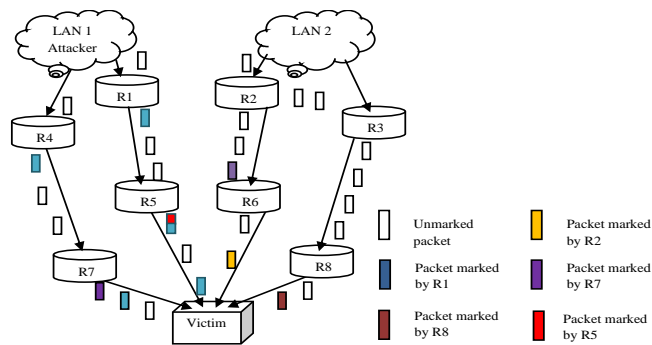 LAN 1
Attacker
LAN 2
R1
R2
R4
R3
R5
R6
R7
R8
Victim
Unmarked
packet
Packet marked
by R2
Packet marked
by R1
Packet marked
by R7
Packet marked
by R8
Packet marked
by R5